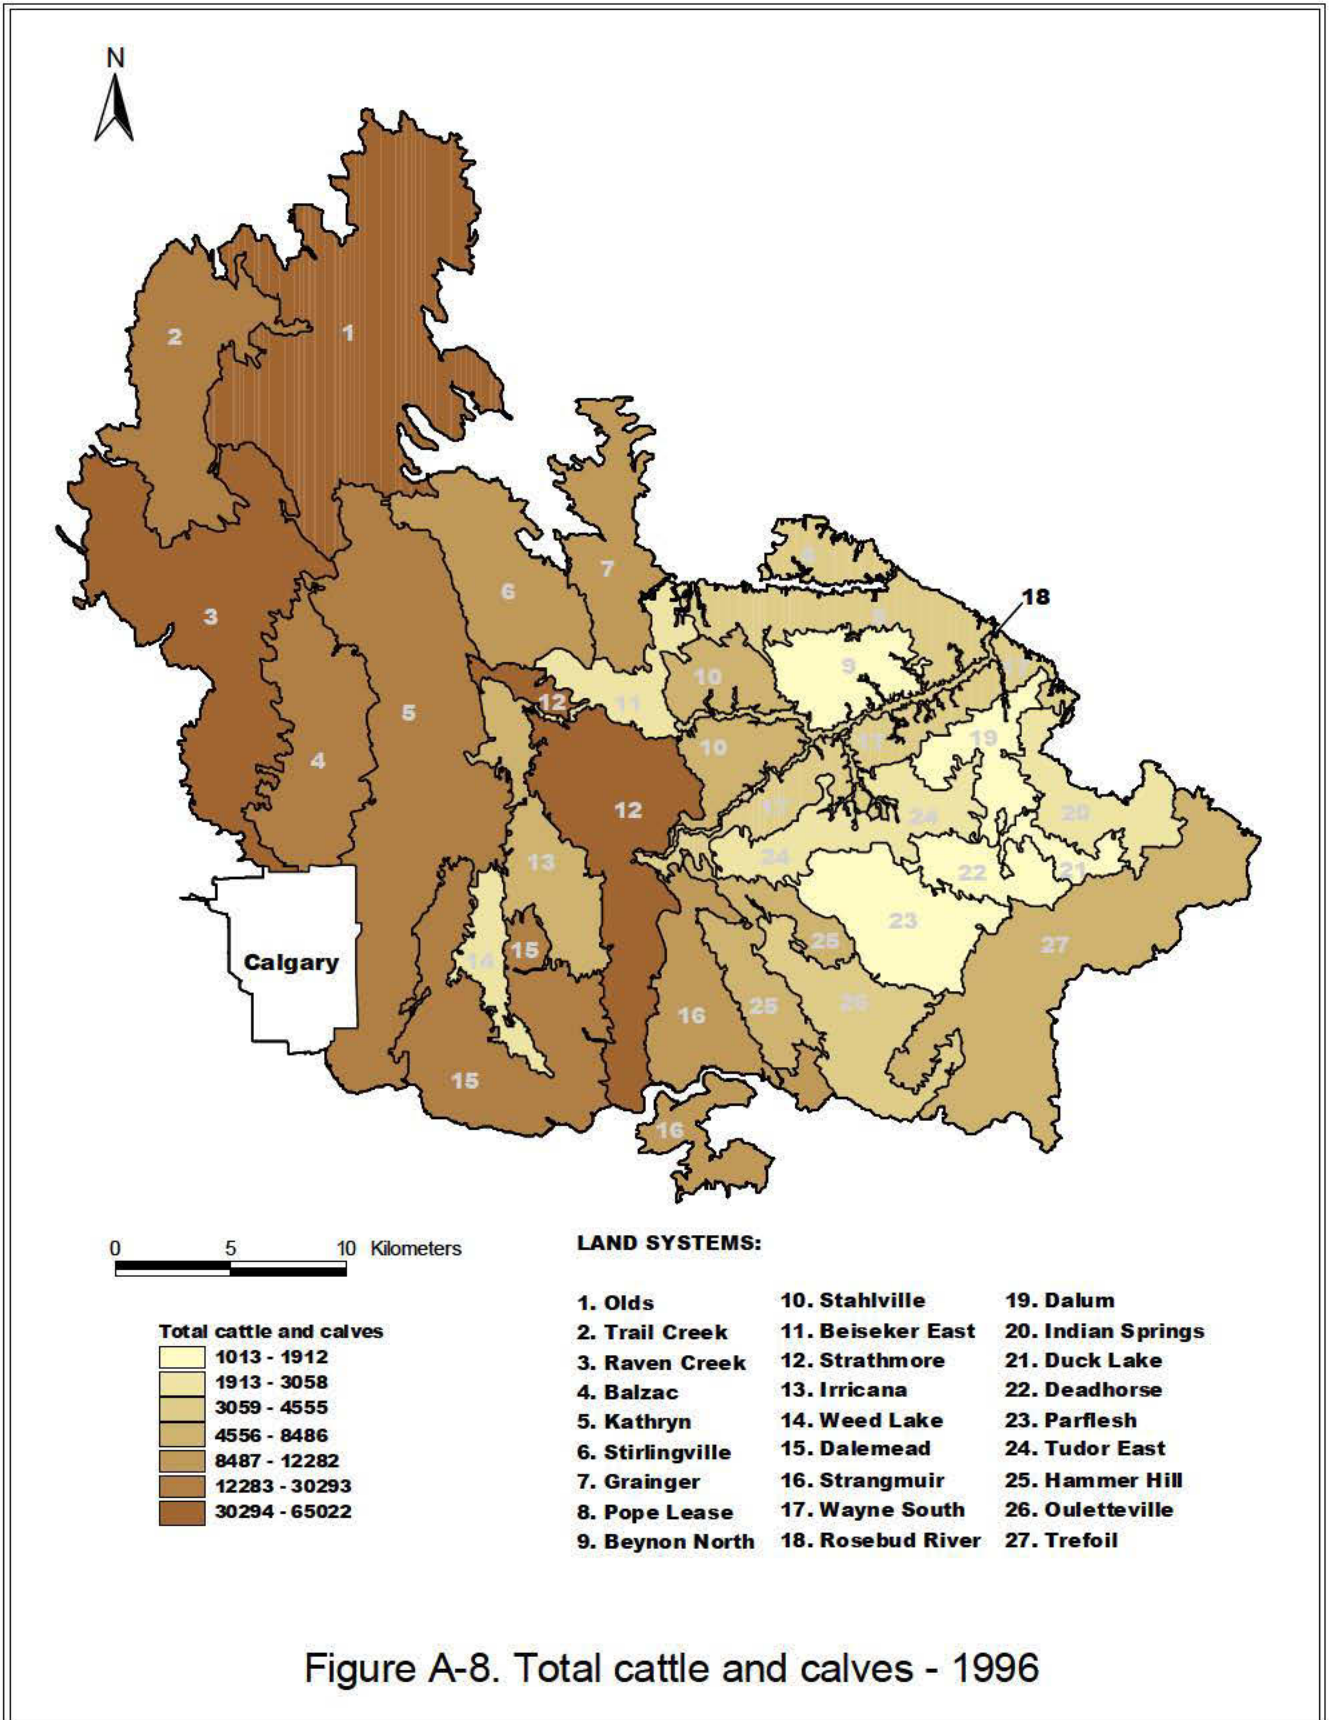 N
1
2
3
4
5
6
7
8
8
18
9
17
10
11
12
10
17
19
12
17
24
20
13
24
22
21
23
15
14
25
27
Calgary
25
26
16
15
16
0 5 10 Kilometers
Total cattle and calves
1013 - 1912
1913 - 3058
3059 - 4555
4556 - 8486
8487 - 12282
12283 - 30293
30294 - 65022
LAND SYSTEMS:
1. Olds
2. Trail Creek
3. Raven Creek
4. Balzac
5. Kathryn
6. Stirlingville
7. Grainger
8. Pope Lease
9. Beynon North
10. Stahlville
11. Beiseker East
12. Strathmore
13. Irricana
14. Weed Lake
15. Dalemead
16. Strangmuir
17. Wayne South
18. Rosebud River
19. Dalum
20. Indian Springs
21. Duck Lake
22. Deadhorse
23. Parflesh
24. Tudor East
25. Hammer Hill
26. Ouletteville
27. Trefoil
Figure A-8. Total cattle and calves - 1996